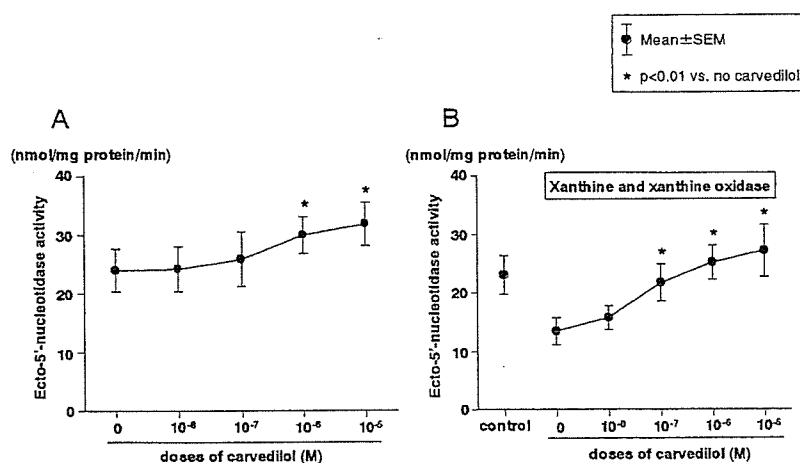 Mean±SEM
* p<0.01 vs. no carvedilol
A
(nmol/mg protein/min)
Ecto-5'-nucleotidase activity
40
30
20
10
0
* *
0 10⁻⁸ 10⁻⁷ 10⁻⁶ 10⁻⁵
doses of carvedilol (M)
B
(nmol/mg protein/min)
Xanthine and xanthine oxidase
Ecto-5'-nucleotidase activity
40
30
20
10
0
* * *
control 0 10⁻⁸ 10⁻⁷ 10⁻⁶ 10⁻⁵
doses of carvedilol (M)